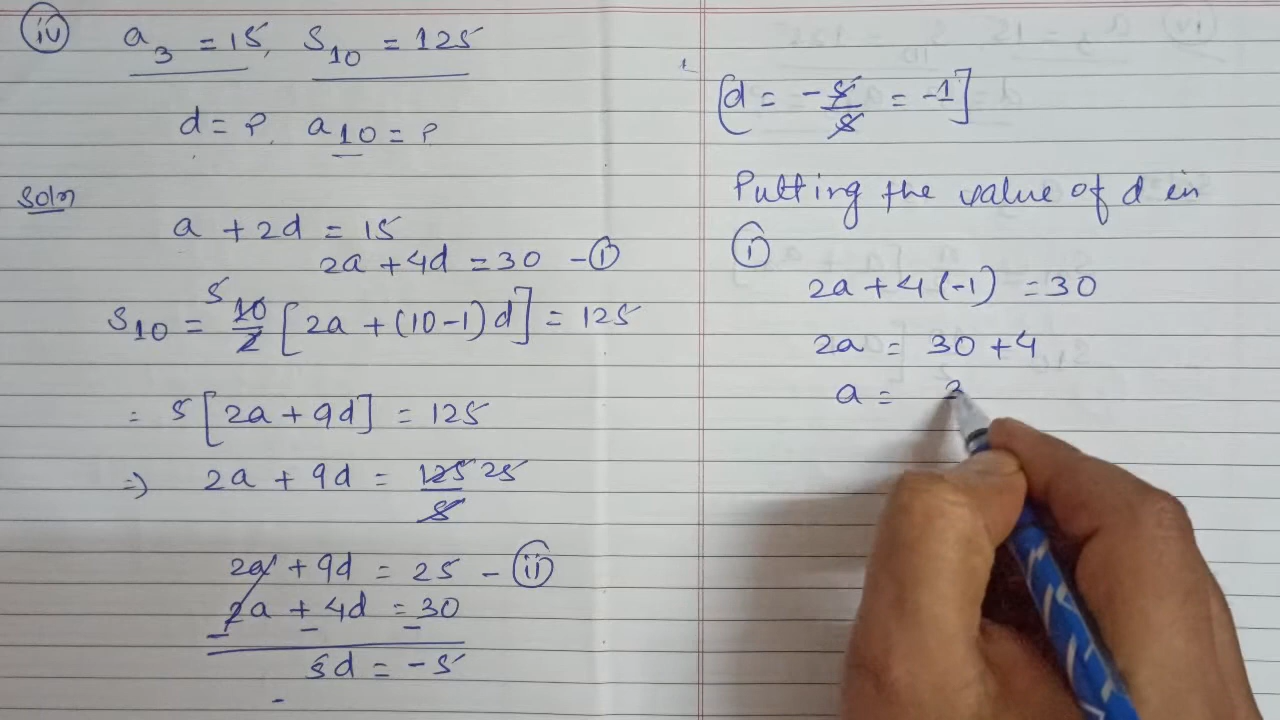 (iv) a₃ = 15, S₁₀ = 125
d = ?, a₁₀ = ?
Soln
a + 2d = 15
2a + 4d = 30 - (i)
S₁₀ = 5 10/2 [2a + (10-1)d] = 125
= 5 [2a + 9d] = 125
=> 2a + 9d = 125/5 25
2a + 9d = 25 - (ii)
2a + 4d = 30
- - -
5d = -5
-
[d = -5/5 = -1]
Putting the value of d in
(i)
2a + 4(-1) = 30
2a = 30 + 4
a = 3